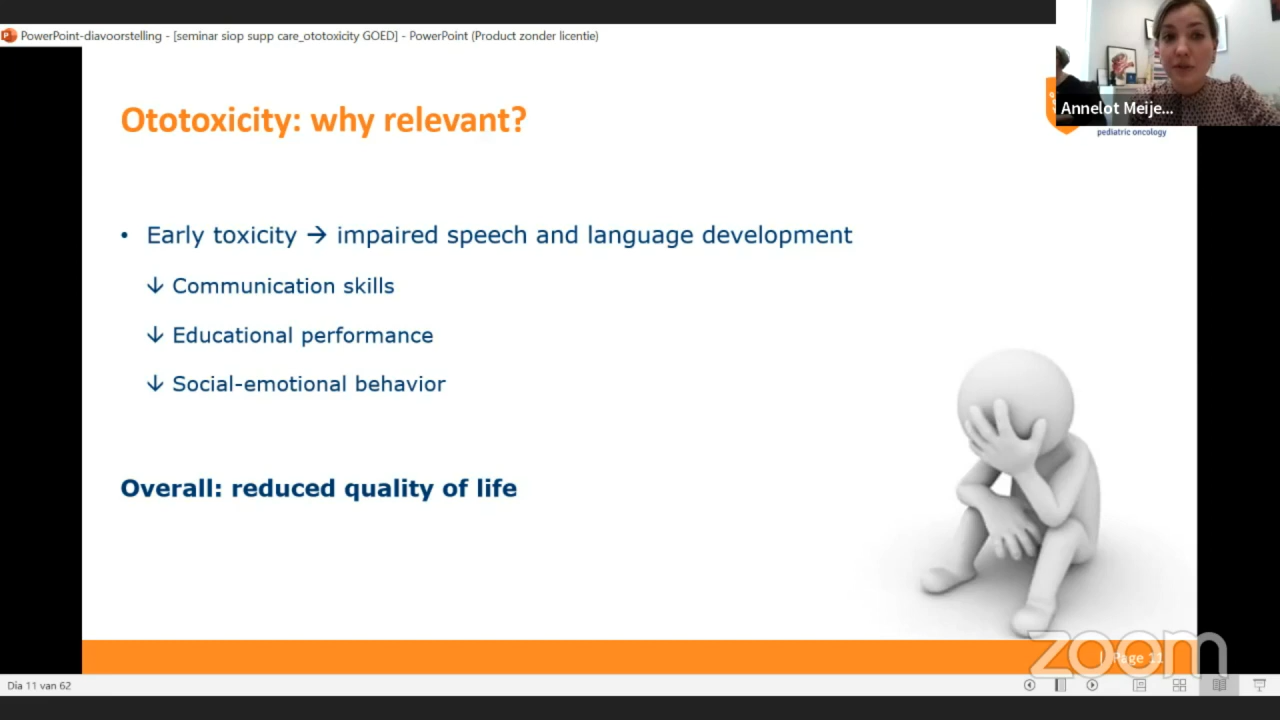 PowerPoint-diavoorstelling - [seminar siop supp care_ototoxicity GOED] - PowerPoint (Product zonder licentie)
Annelot Meije...
pediatric oncology
Ototoxicity: why relevant?
• Early toxicity → impaired speech and language development
↓ Communication skills
↓ Educational performance
↓ Social-emotional behavior
Overall: reduced quality of life
| Page 11
zoom
Dia 11 van 62